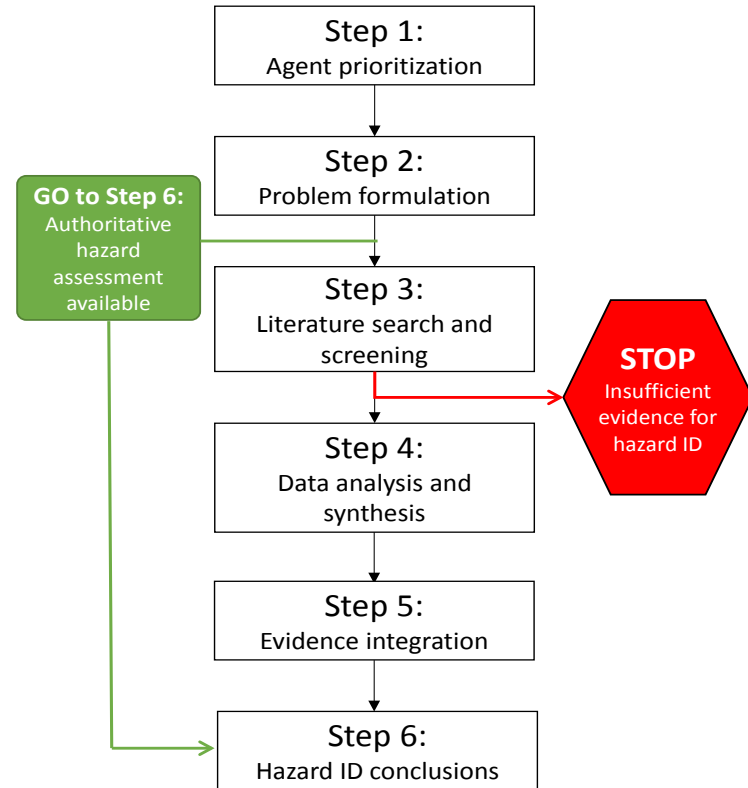 Step 1:
Agent prioritization
Step 2:
Problem formulation
GO to Step 6:
Authoritative
hazard
assessment
available
Step 3:
Literature search and
screening
STOP
Insufficient
evidence for
hazard ID
Step 4:
Data analysis and
synthesis
Step 5:
Evidence integration
Step 6:
Hazard ID conclusions